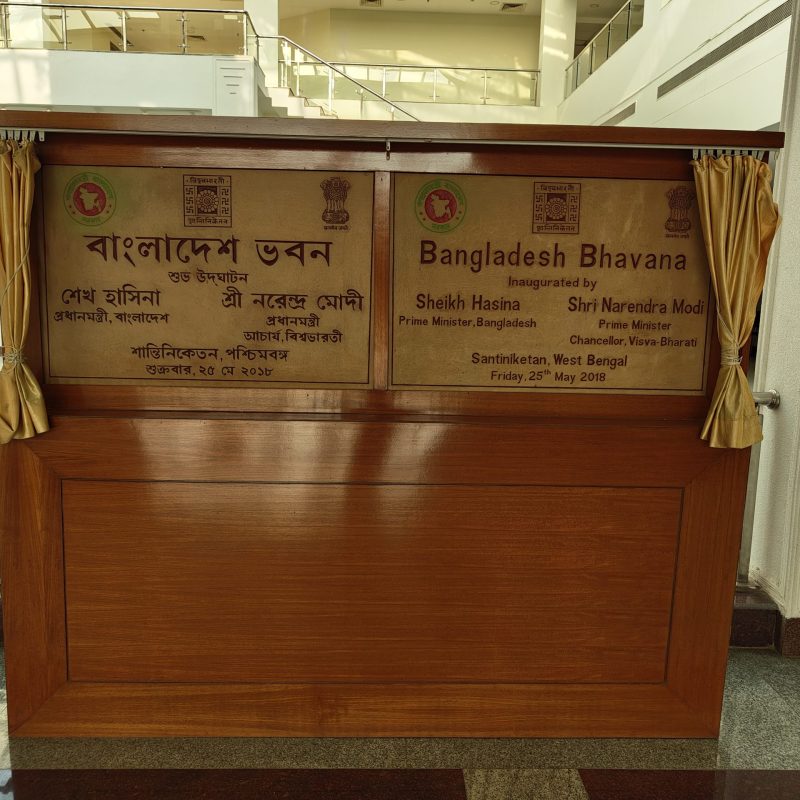 বাংলাদেশ ভবন
শুভ উদঘাটন
শেখ হাসিনা
প্রধানমন্ত্রী, বাংলাদেশ
শ্রী নরেন্দ্র মোদী
প্রধানমন্ত্রী
আচার্য, বিশ্বভারতী
শান্তিনিকেতন, পশ্চিমবঙ্গ
শুক্রবার, ২৫ মে ২০১৮
Bangladesh Bhavana
Inaugurated by
Sheikh Hasina
Prime Minister, Bangladesh
Shri Narendra Modi
Prime Minister
Chancellor, Visva-Bharati
Santiniketan, West Bengal
Friday, 25th May 2018